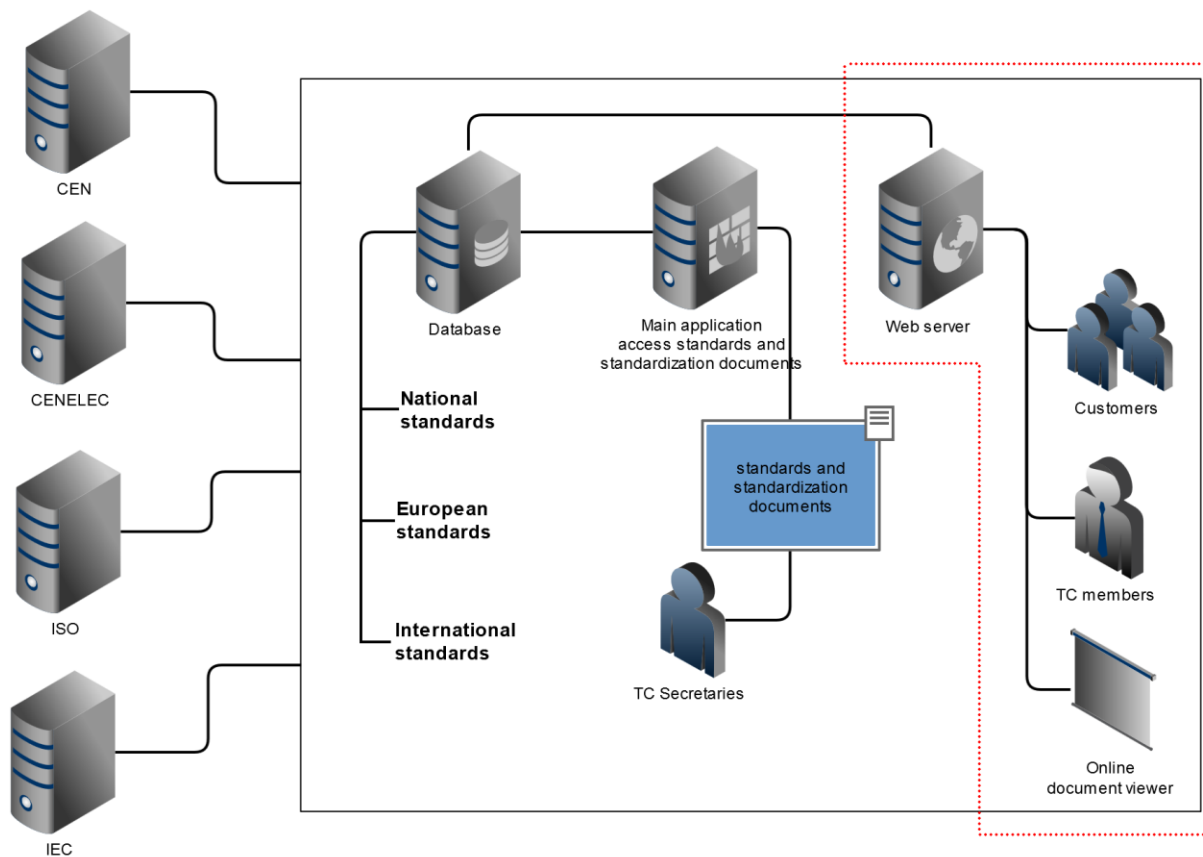 CEN
CENELEC
ISO
IEC
Database
Main application
access standards and
standardization documents
Web server
National
standards
European
standards
International
standards
standards and
standardization
documents
TC Secretaries
Customers
TC members
Online
document viewer